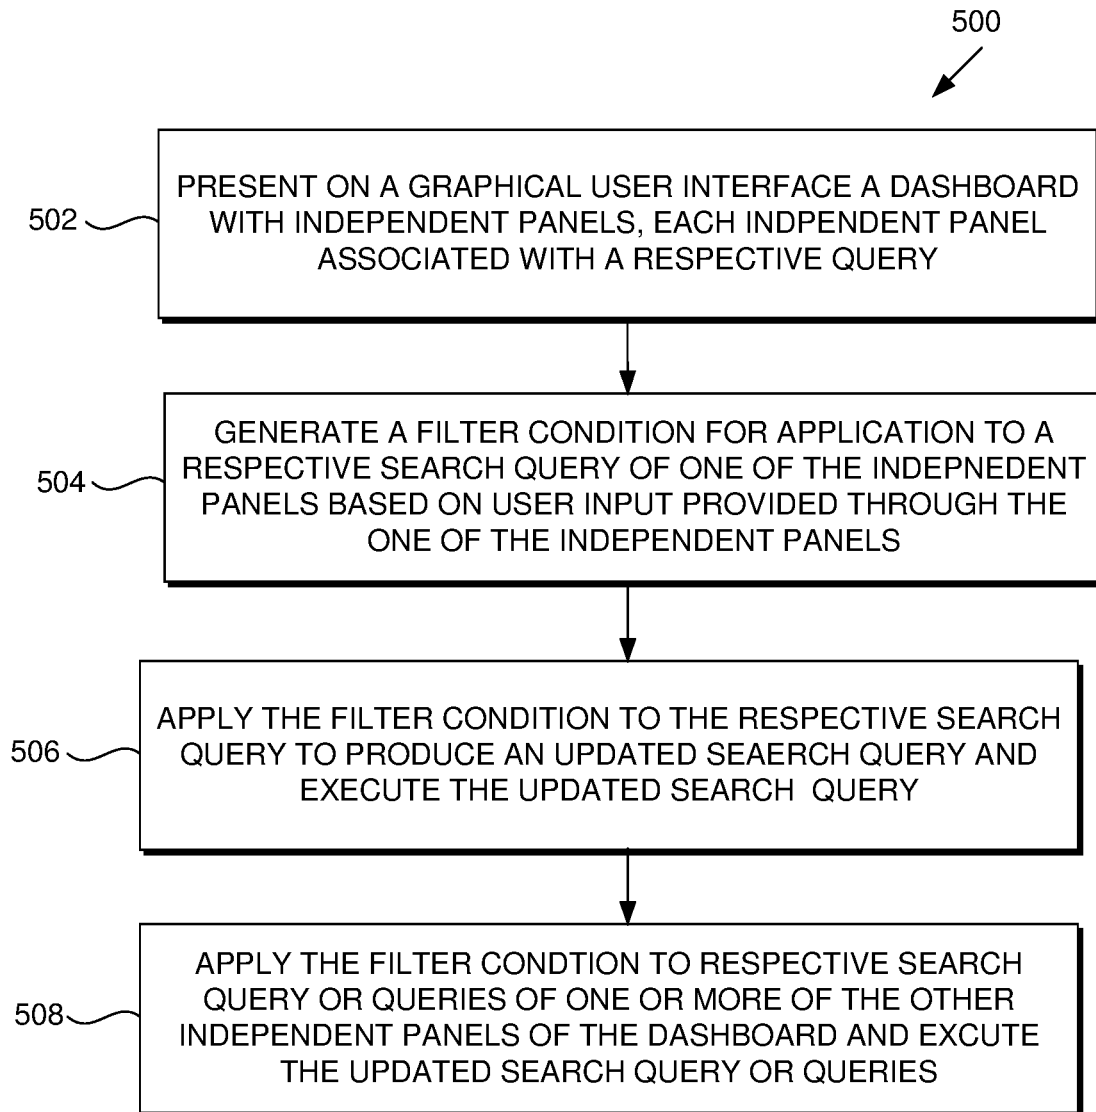 500
502
PRESENT ON A GRAPHICAL USER INTERFACE A DASHBOARD
WITH INDEPENDENT PANELS, EACH INDPENDENT PANEL
ASSOCIATED WITH A RESPECTIVE QUERY
504
GENERATE A FILTER CONDITION FOR APPLICATION TO A
RESPECTIVE SEARCH QUERY OF ONE OF THE INDEPNEDENT
PANELS BASED ON USER INPUT PROVIDED THROUGH THE
ONE OF THE INDEPENDENT PANELS
506
APPLY THE FILTER CONDITION TO THE RESPECTIVE SEARCH
QUERY TO PRODUCE AN UPDATED SEAERCH QUERY AND
EXECUTE THE UPDATED SEARCH QUERY
508
APPLY THE FILTER CONDTION TO RESPECTIVE SEARCH
QUERY OR QUERIES OF ONE OR MORE OF THE OTHER
INDEPENDENT PANELS OF THE DASHBOARD AND EXCUTE
THE UPDATED SEARCH QUERY OR QUERIES